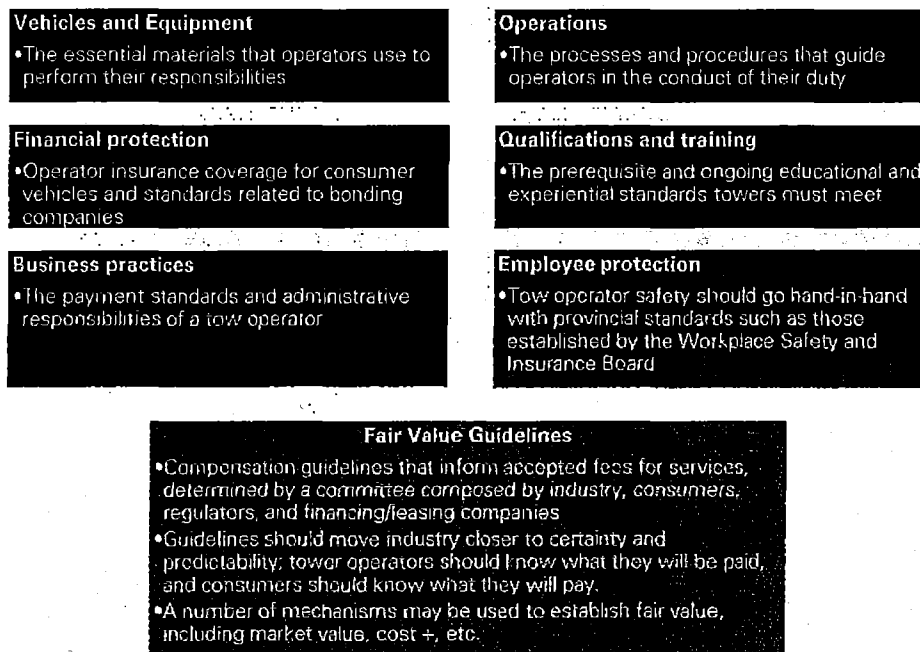 Vehicles and Equipment
•The essential materials that operators use to
perform their responsibilities
Operations
•The processes and procedures that guide
operators in the conduct of their duty
Financial protection
•Operator insurance coverage for consumer
vehicles and standards related to bonding
companies
Qualifications and training
•The prerequisite and ongoing educational and
experiential standards towers must meet
Business practices
•The payment standards and administrative
responsibilities of a tow operator
Employee protection
•Tow operator safety should go hand-in-hand
with provincial standards such as those
established by the Workplace Safety and
Insurance Board
Fair Value Guidelines
•Compensation guidelines that inform accepted fees for services,
determined by a committee composed by industry, consumers,
regulators, and financing/leasing companies
•Guidelines should move industry closer to certainty and
predictability; tower operators should know what they will be paid,
and consumers should know what they will pay.
•A number of mechanisms may be used to establish fair value,
including market value, cost +, etc.